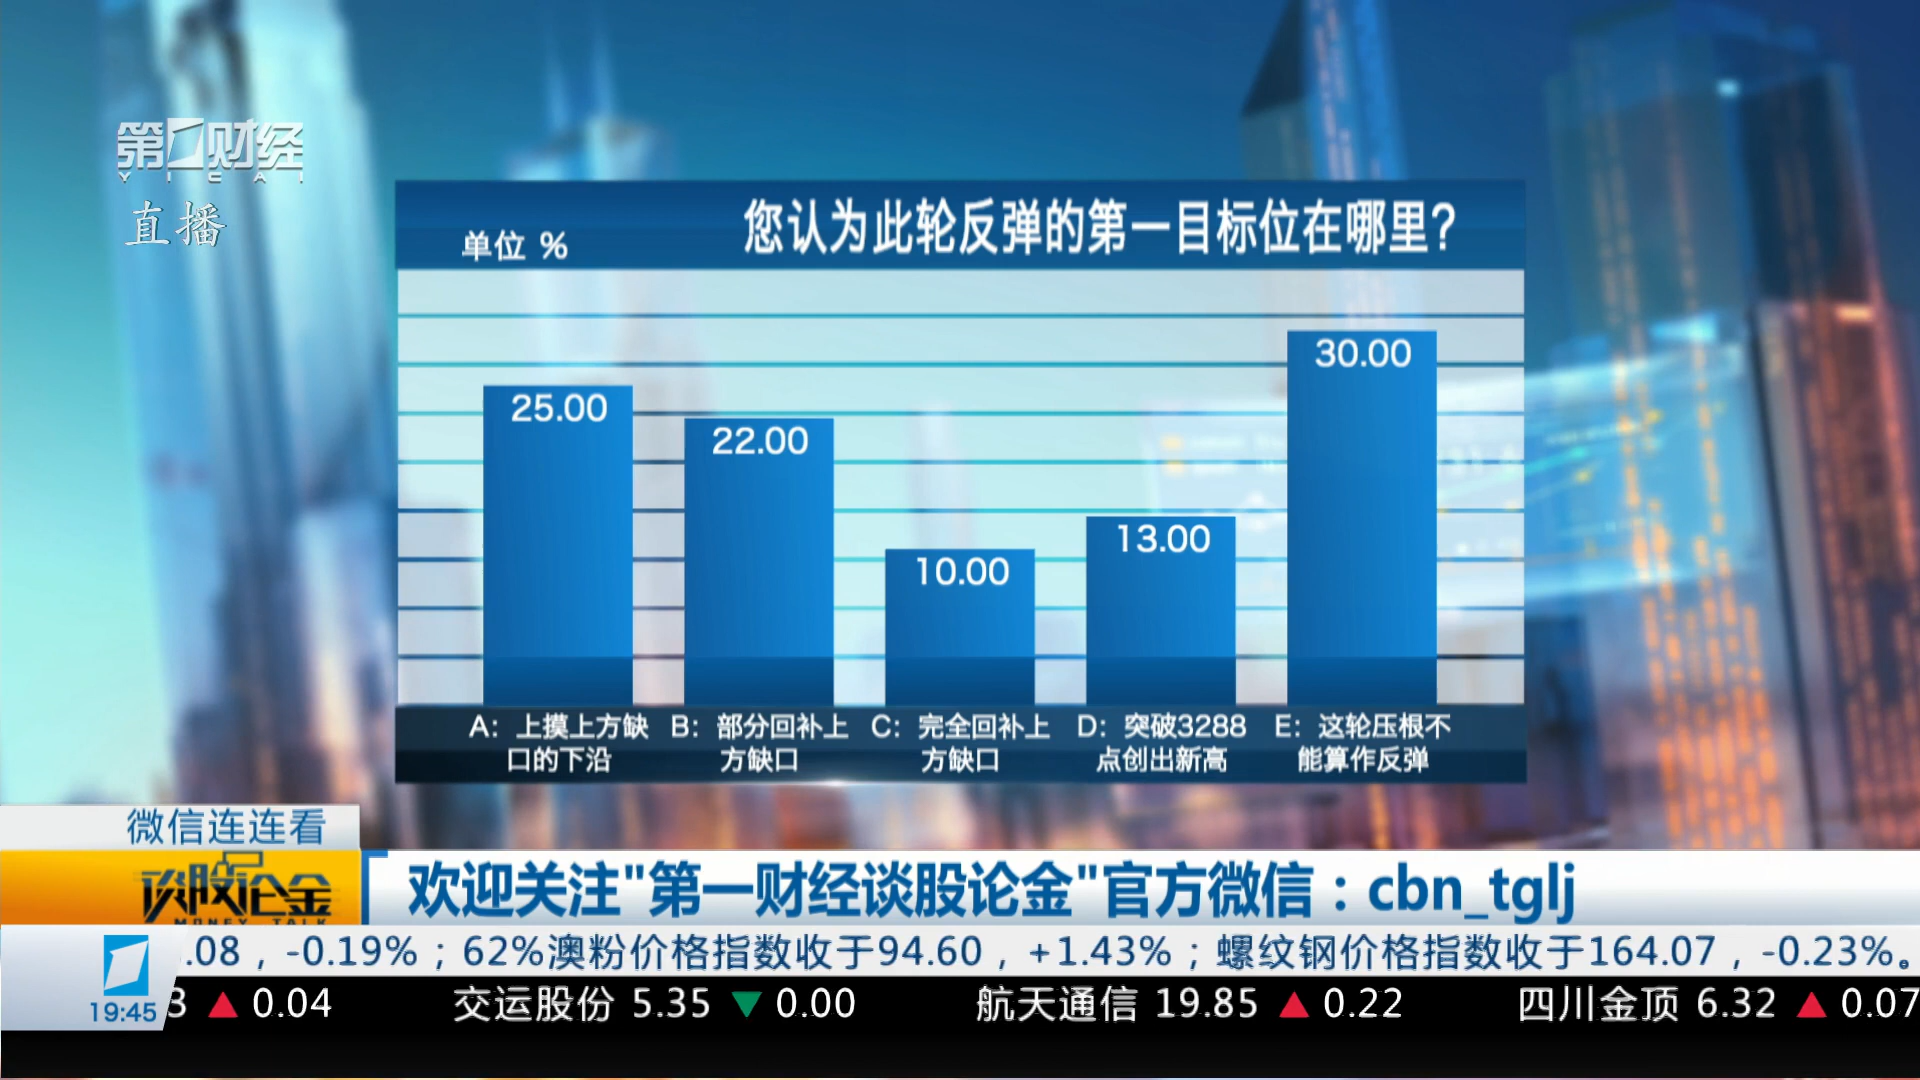 第一财经
YICAI
直播
单位 %
您认为此轮反弹的第一目标位在哪里?
25.00
22.00
10.00
13.00
30.00
A: 上摸上方缺口的下沿
B: 部分回补上方缺口
C: 完全回补上方缺口
D: 突破3288点创出新高
E: 这轮压根不能算作反弹
微信连连看
谈股论金
MONEY TALK
欢迎关注"第一财经谈股论金"官方微信：cbn_tglj
.08，-0.19%；62%澳粉价格指数收于94.60，+1.43%；螺纹钢价格指数收于164.07，-0.23%。
19:45
3 ▲ 0.04 交运股份 5.35 ▼ 0.00 航天通信 19.85 ▲ 0.22 四川金顶 6.32 ▲ 0.07